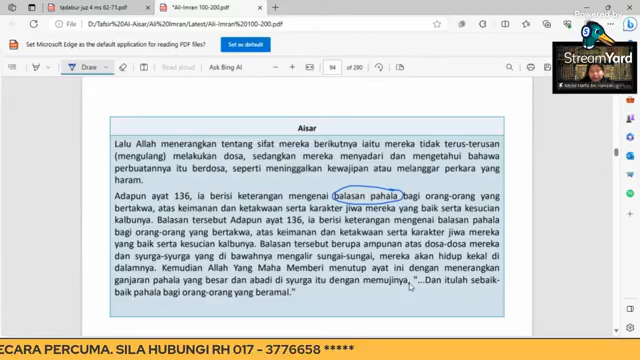 tadabur juz 4 ms 62-71.pdf
"Ali-Imran 100-200.pdf
File
D:/Tafsir%20Al-Aisar/Ali%20Imran/Latest/Ali-Imran%20100-200.pdf
Set Microsoft Edge as the default application for reading PDF files?
Set as default
Draw
Read aloud
Ask Bing AI
94
of 290
StreamYard
Aisar
Lalu Allah menerangkan tentang sifat mereka berikutnya iaitu mereka tidak terus-terusan
(mengulang) melakukan dosa, sedangkan mereka menyadari dan mengetahui bahawa
perbuatannya itu berdosa, seperti meninggalkan kewajipan atau melanggar perkara yang
haram.
Adapun ayat 136, ia berisi keterangan mengenai balasan pahala bagi orang-orang yang
bertakwa, atas keimanan dan ketakwaan serta karakter jiwa mereka yang baik serta kesucian
kalbunya. Balasan tersebut Adapun ayat 136, ia berisi keterangan mengenai balasan pahala
bagi orang-orang yang bertakwa, atas keimanan dan ketakwaan serta karakter jiwa mereka
yang baik serta kesucian kalbunya. Balasan tersebut berupa ampunan atas dosa-dosa mereka
dan syurga-syurga yang di bawahnya mengalir sungai-sungai, mereka akan hidup kekal di
dalamnya. Kemudian Allah Yang Maha Memberi menutup ayat ini dengan menerangkan
ganjaran pahala yang besar dan abadi di syurga itu dengan memujinya, "...Dan itulah sebaik-
baik pahala bagi orang-orang yang beramal."
ECARA PERCUMA. SILA HUBUNGI RH 017 - 3776658 *****